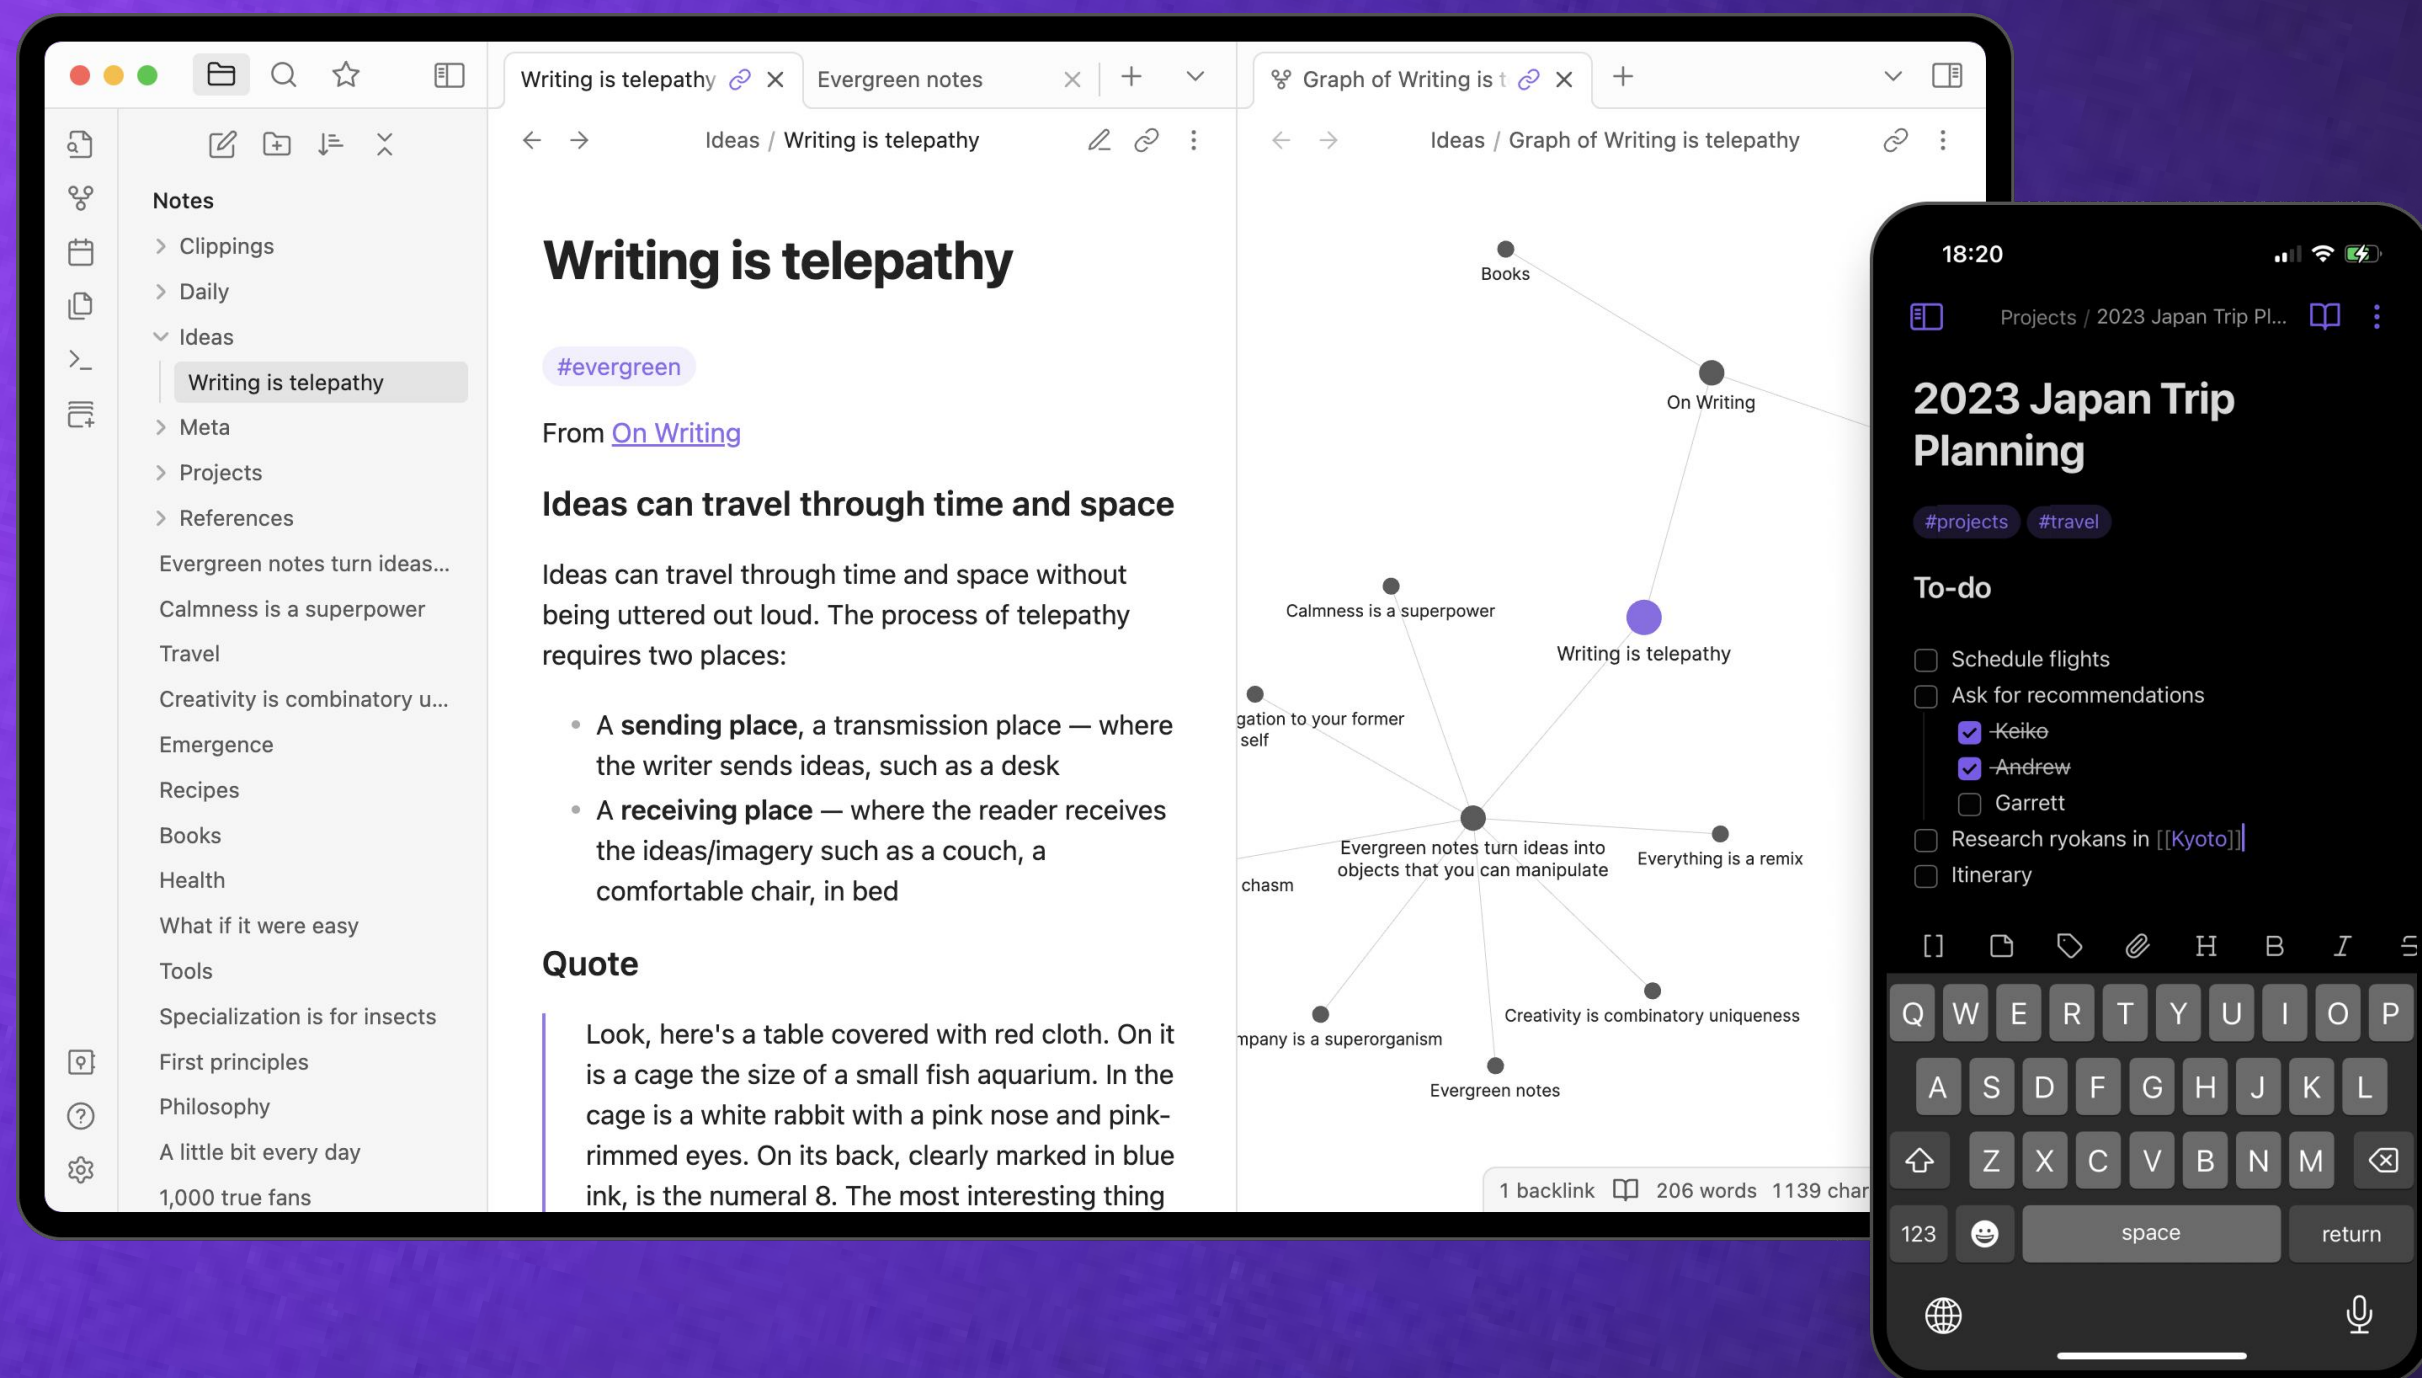 Writing is telepathy
Evergreen notes
Graph of Writing is t
Notes
Clippings
Daily
Ideas
Writing is telepathy
Meta
Projects
References
Evergreen notes turn ideas...
Calmness is a superpower
Travel
Creativity is combinatory u...
Emergence
Recipes
Books
Health
What if it were easy
Tools
Specialization is for insects
First principles
Philosophy
A little bit every day
1,000 true fans
Ideas / Writing is telepathy
Writing is telepathy
#evergreen
From On Writing
Ideas can travel through time and space
Ideas can travel through time and space without
being uttered out loud. The process of telepathy
requires two places:
A sending place, a transmission place — where
the writer sends ideas, such as a desk
A receiving place — where the reader receives
the ideas/imagery such as a couch, a
comfortable chair, in bed
Quote
Look, here's a table covered with red cloth. On it
is a cage the size of a small fish aquarium. In the
cage is a white rabbit with a pink nose and pink-
rimmed eyes. On its back, clearly marked in blue
ink, is the numeral 8. The most interesting thing
Ideas / Graph of Writing is telepathy
Books
On Writing
Calmness is a superpower
Writing is telepathy
gation to your former
self
Evergreen notes turn ideas into
objects that you can manipulate
Everything is a remix
chasm
Creativity is combinatory uniqueness
mpany is a superorganism
Evergreen notes
1 backlink 206 words 1139 char
18:20
Projects / 2023 Japan Trip Pl...
2023 Japan Trip
Planning
#projects #travel
To-do
Schedule flights
Ask for recommendations
Keiko
Andrew
Garrett
Research ryokans in [[Kyoto]]
Itinerary
[] H B I S
Q W E R T Y U I O P
A S D F G H J K L
Z X C V B N M
123 space return